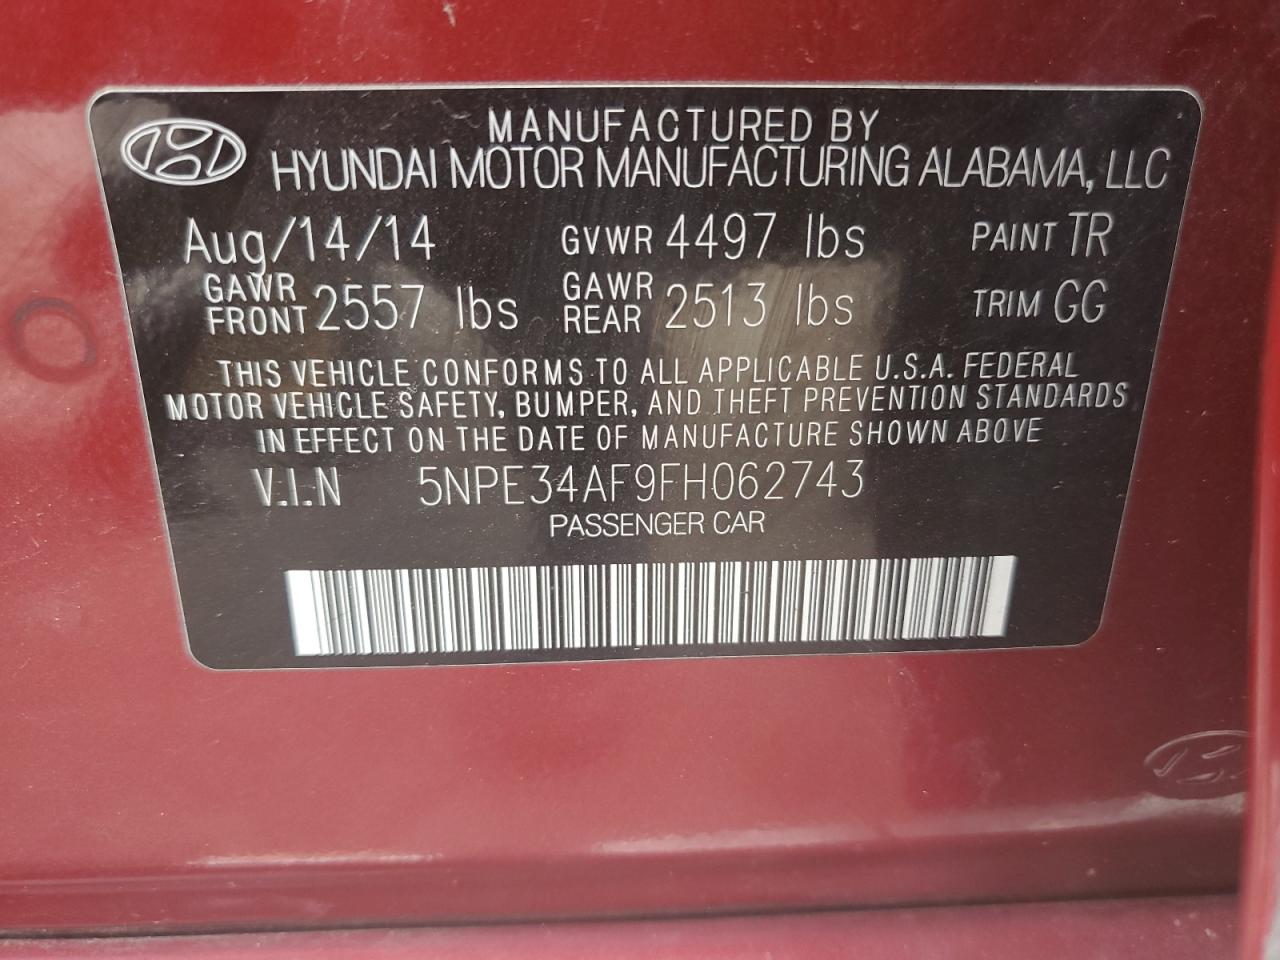 MANUFACTURED BY
HYUNDAI MOTOR MANUFACTURING ALABAMA, LLC
Aug/14/14 GVWR 4497 lbs PAINT TR
GAWR FRONT 2557 lbs GAWR REAR 2513 lbs TRIM GG
THIS VEHICLE CONFORMS TO ALL APPLICABLE U.S.A. FEDERAL
MOTOR VEHICLE SAFETY, BUMPER, AND THEFT PREVENTION STANDARDS
IN EFFECT ON THE DATE OF MANUFACTURE SHOWN ABOVE
V.I.N 5NPE34AF9FH062743
PASSENGER CAR